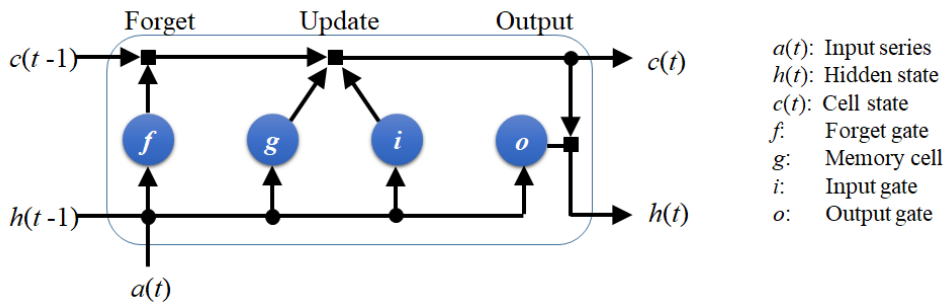 Forget Update Output
c(t -1)
c(t)
f g i o
h(t -1)
h(t)
a(t)
a(t): Input series
h(t): Hidden state
c(t): Cell state
f: Forget gate
g: Memory cell
i: Input gate
o: Output gate